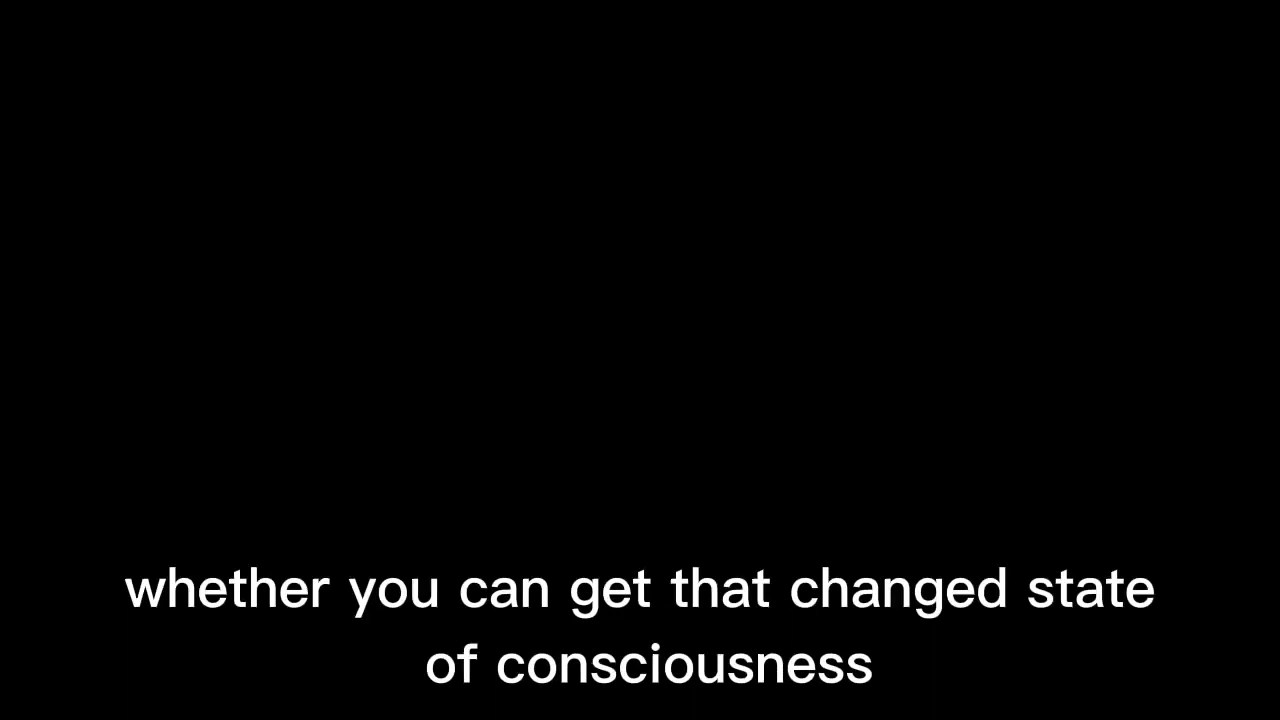 whether you can get that changed state
of consciousness